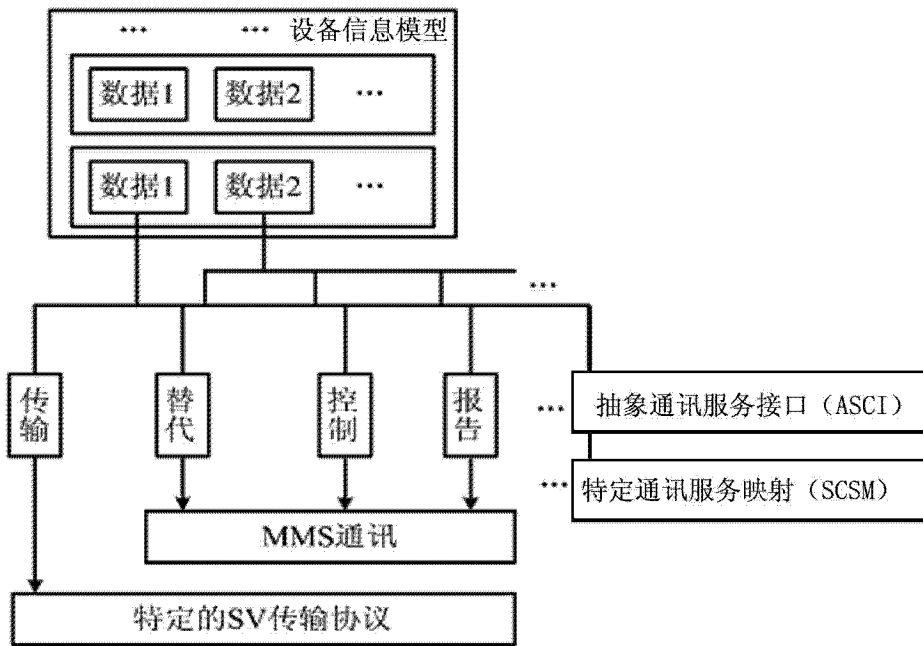 … … 设备信息模型
数据1 数据2 …
数据1 数据2 …
…
传输 替代 控制 报告
… 抽象通讯服务接口（ASCI）
… 特定通讯服务映射（SCSM）
MMS通讯
特定的SV传输协议